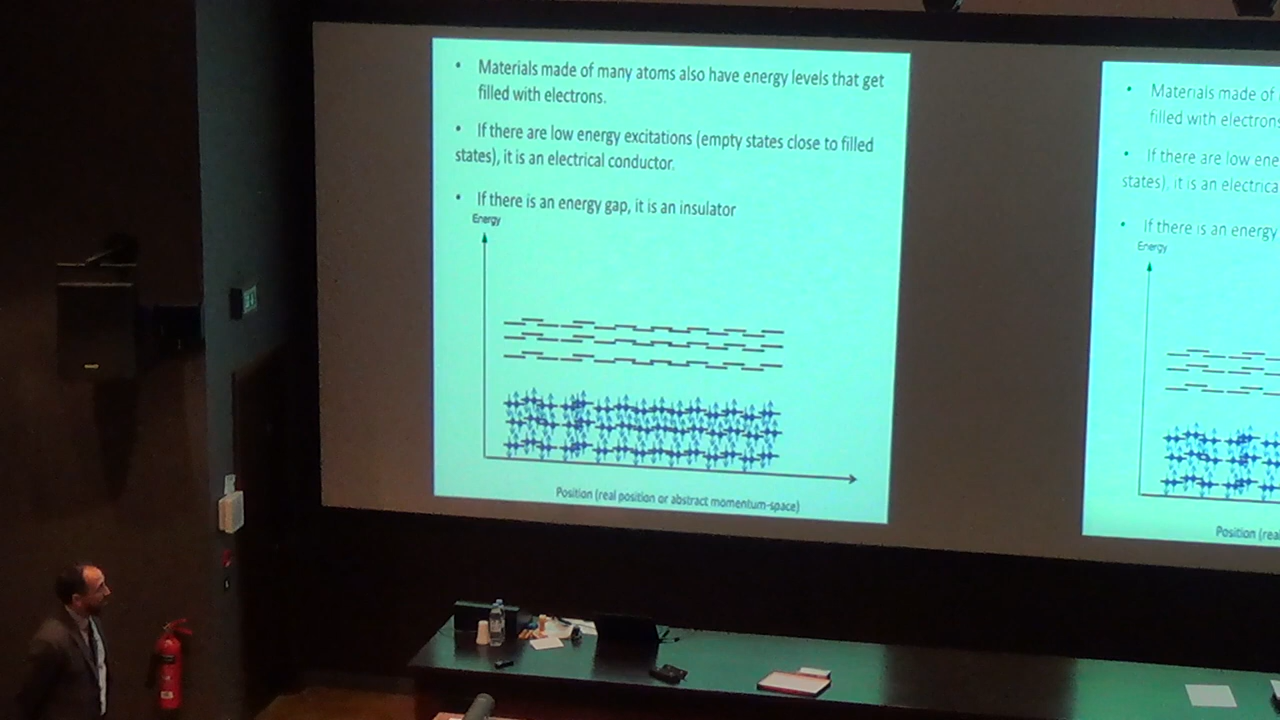 • Materials made of many atoms also have energy levels that get
filled with electrons.
• If there are low energy excitations (empty states close to filled
states), it is an electrical conductor.
• If there is an energy gap, it is an insulator
Energy
Position (real position or abstract momentum-space)
• Materials made of
filled with electrons
• If there are low ene
states), it is an electrica
• If there is an energy
Energy
Position (rea